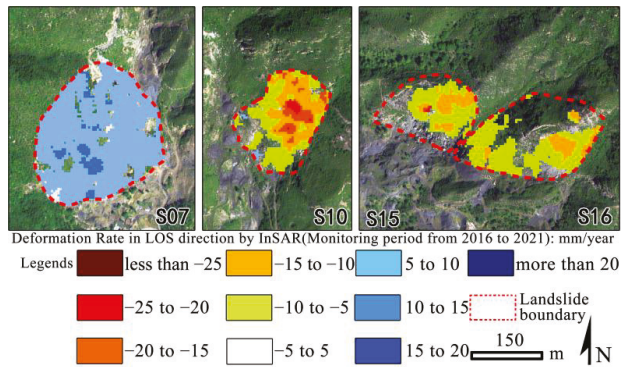 S07
S10
S15
S16
Deformation Rate in LOS direction by InSAR(Monitoring period from 2016 to 2021): mm/year
Legends less than −25 −15 to −10 5 to 10 more than 20
−25 to −20 −10 to −5 10 to 15 Landslide boundary
−20 to −15 −5 to 5 15 to 20 150 m N